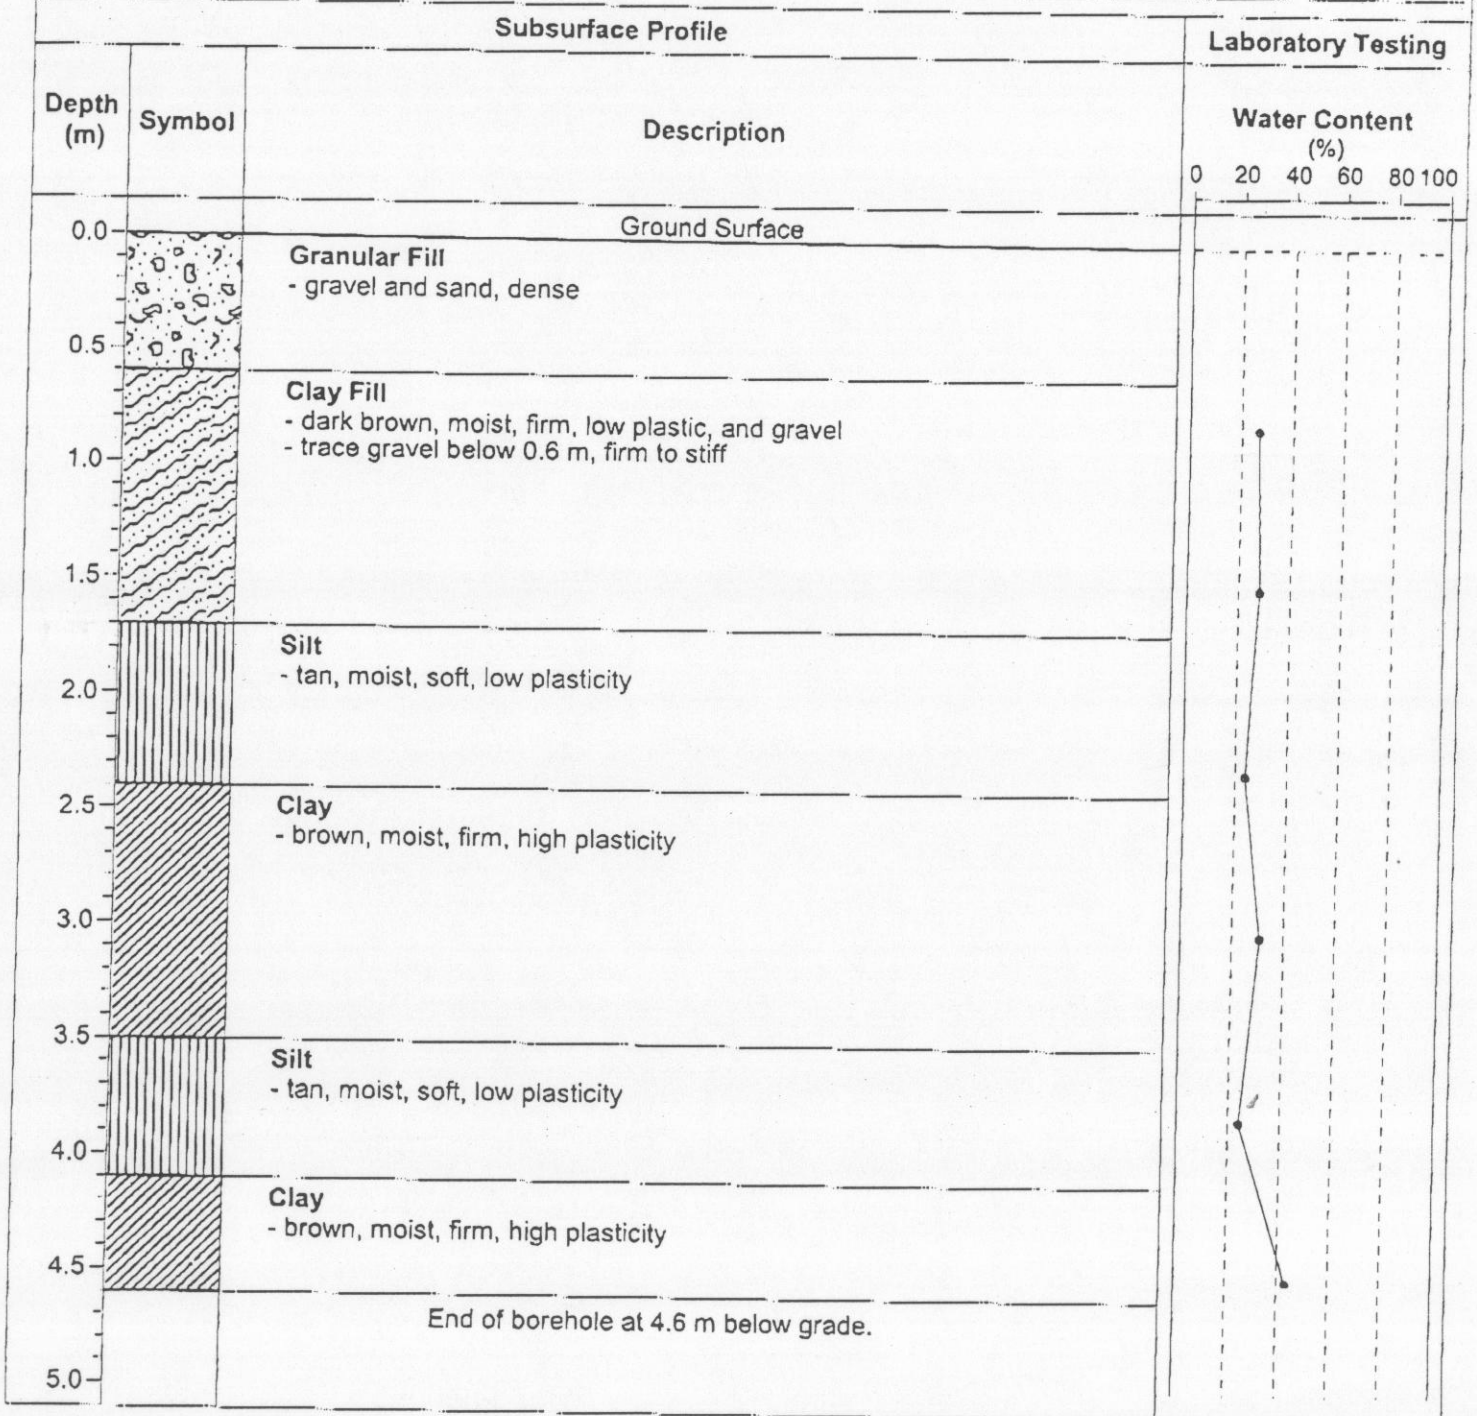 Subsurface Profile
Laboratory Testing
Depth
(m)
Symbol
Description
Water Content
(%)
0 20 40 60 80 100
Ground Surface
0.0
Granular Fill
- gravel and sand, dense
0.5
Clay Fill
- dark brown, moist, firm, low plastic, and gravel
- trace gravel below 0.6 m, firm to stiff
1.0
1.5
Silt
- tan, moist, soft, low plasticity
2.0
2.5
Clay
- brown, moist, firm, high plasticity
3.0
3.5
Silt
- tan, moist, soft, low plasticity
4.0
Clay
- brown, moist, firm, high plasticity
4.5
End of borehole at 4.6 m below grade.
5.0